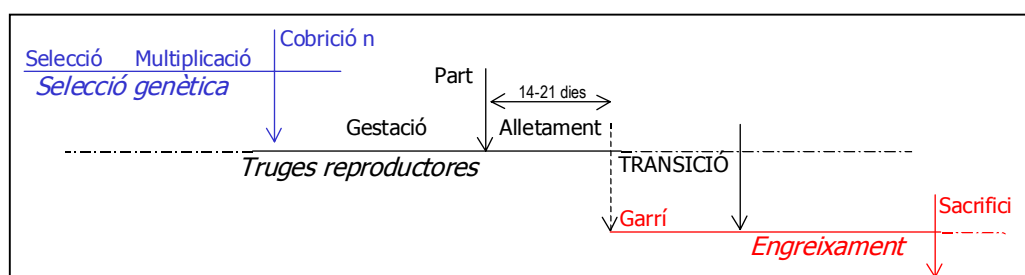 Cobrició n
Selecció Multiplicació
Selecció genètica
Part
14-21 dies
Gestació
Alletament
Truges reproductores
TRANSICIÓ
Garrí
Sacrifici
Engreixament